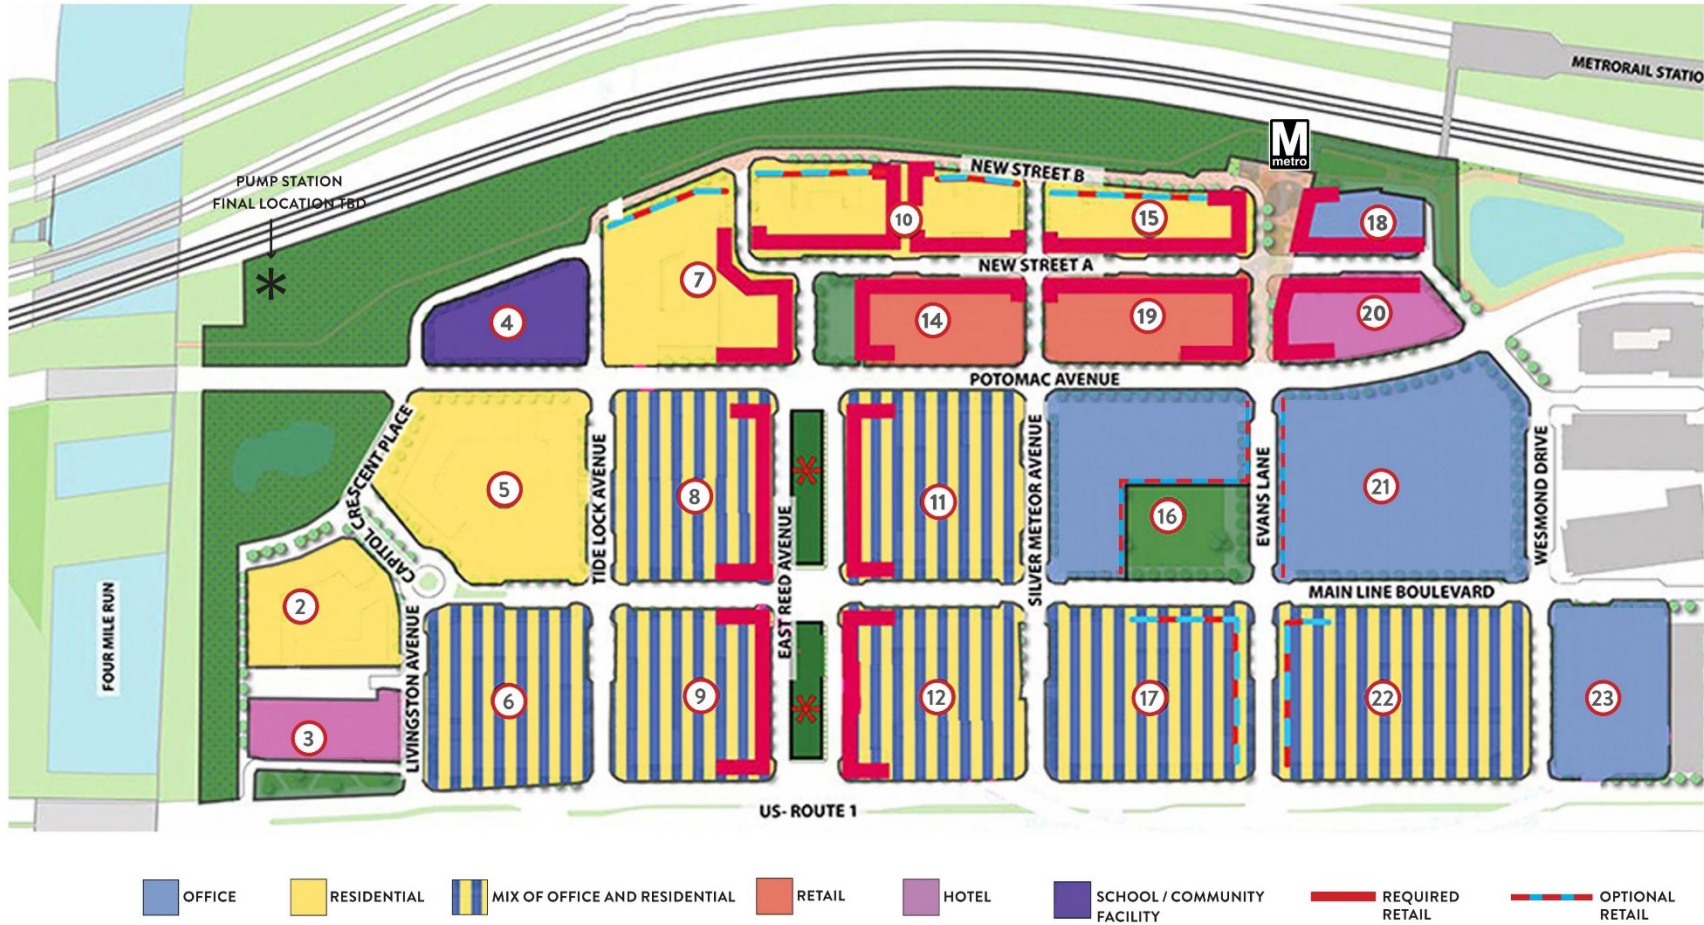 METRORAIL STATIO
M
metro
PUMP STATION
FINAL LOCATION TBD
NEW STREET B
10
15
18
7
NEW STREET A
4
14
19
20
POTOMAC AVENUE
CAPITOL CRESCENT PLACE
5
TIDE LOCK AVENUE
8
EAST REED AVENUE
11
SILVER METEOR AVENUE
16
EVANS LANE
21
WESMOND DRIVE
MAIN LINE BOULEVARD
FOUR MILE RUN
2
LIVINGSTON AVENUE
3
6
9
12
17
22
23
US- ROUTE 1
OFFICE
RESIDENTIAL
MIX OF OFFICE AND RESIDENTIAL
RETAIL
HOTEL
SCHOOL / COMMUNITY
FACILITY
REQUIRED
RETAIL
OPTIONAL
RETAIL